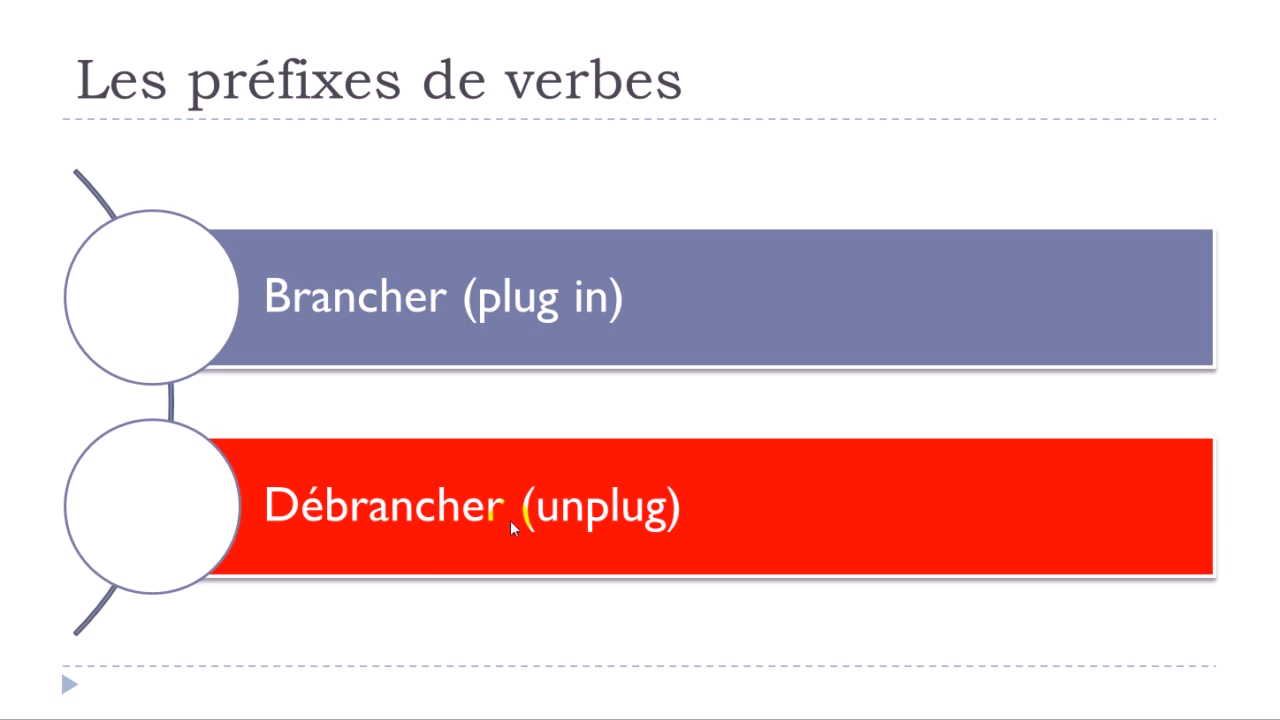 Les préfixes de verbes
Brancher (plug in)
Débrancher (unplug)